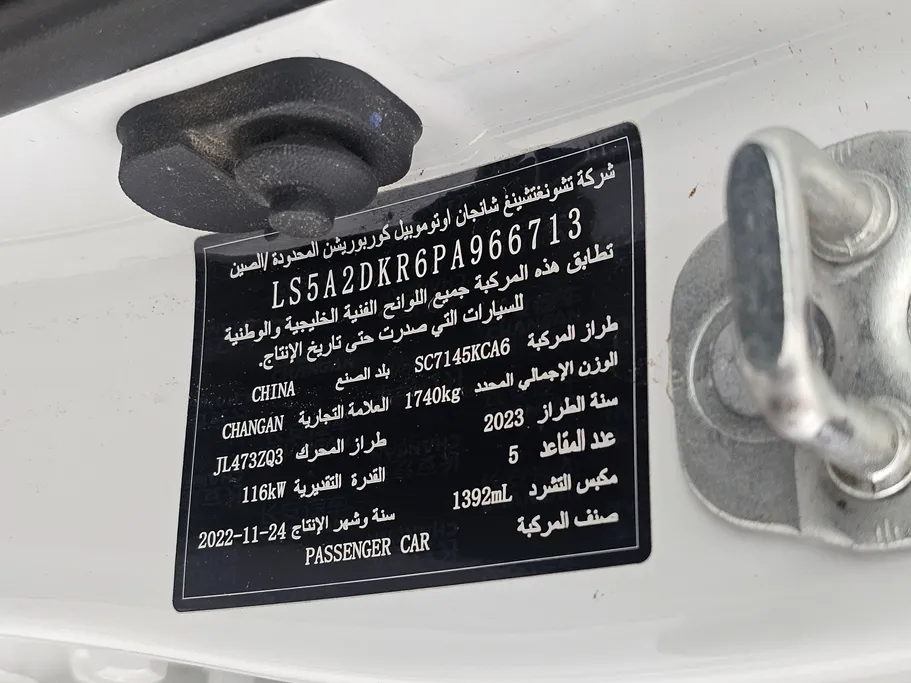 شركة تشونغتشينغ شانجان اوتوموبيل كوربوريشن المحدودة /الصين
LS5A2DKR6PA966713
تطابق هذه المركبة جميع اللوائح الفنية الخليجية والوطنية
للسيارات التي صدرت حتى تاريخ الإنتاج.
طراز المركبة SC7145KCA6 بلد الصنع CHINA
الوزن الإجمالي المحدد 1740kg العلامة التجارية CHANGAN
سنة الطراز 2023 طراز المحرك JL473ZQ3
عدد المقاعد 5 القدرة التقديرية 116kW
مكبس التشرد 1392mL سنة وشهر الإنتاج 2022-11-24
صنف المركبة PASSENGER CAR